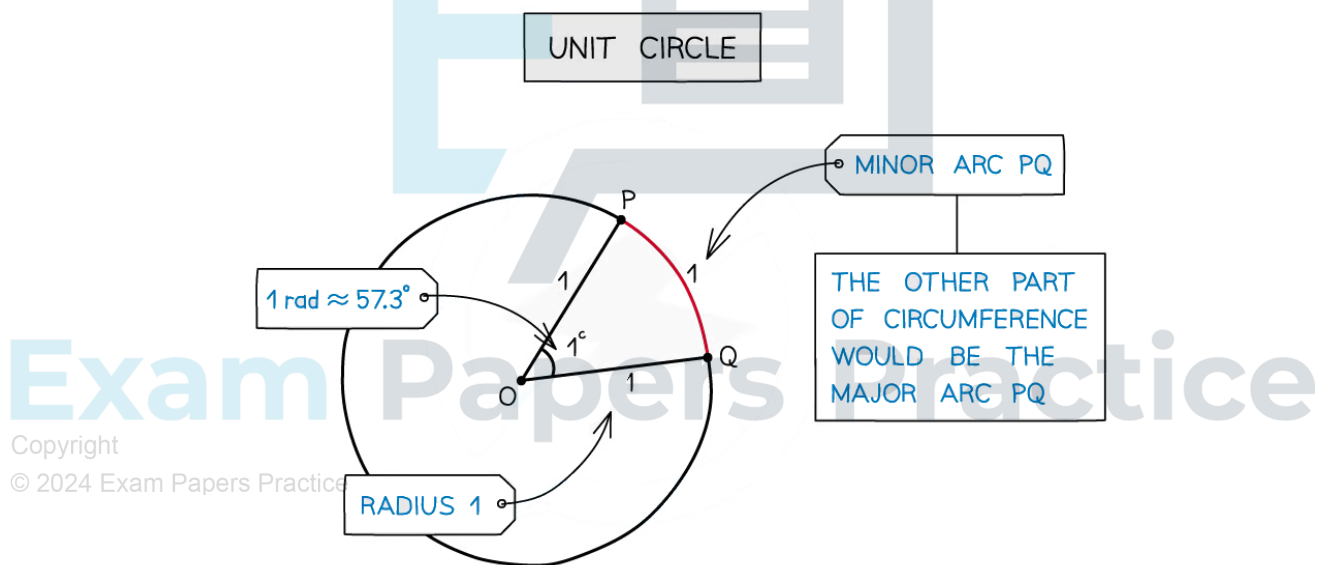 UNIT CIRCLE
MINOR ARC PQ
P
1
1
THE OTHER PART
OF CIRCUMFERENCE
WOULD BE THE
MAJOR ARC PQ
1 rad ≈ 57.3°
1ᶜ
Q
O
1
Exam Papers Practice
Copyright
© 2024 Exam Papers Practice
RADIUS 1